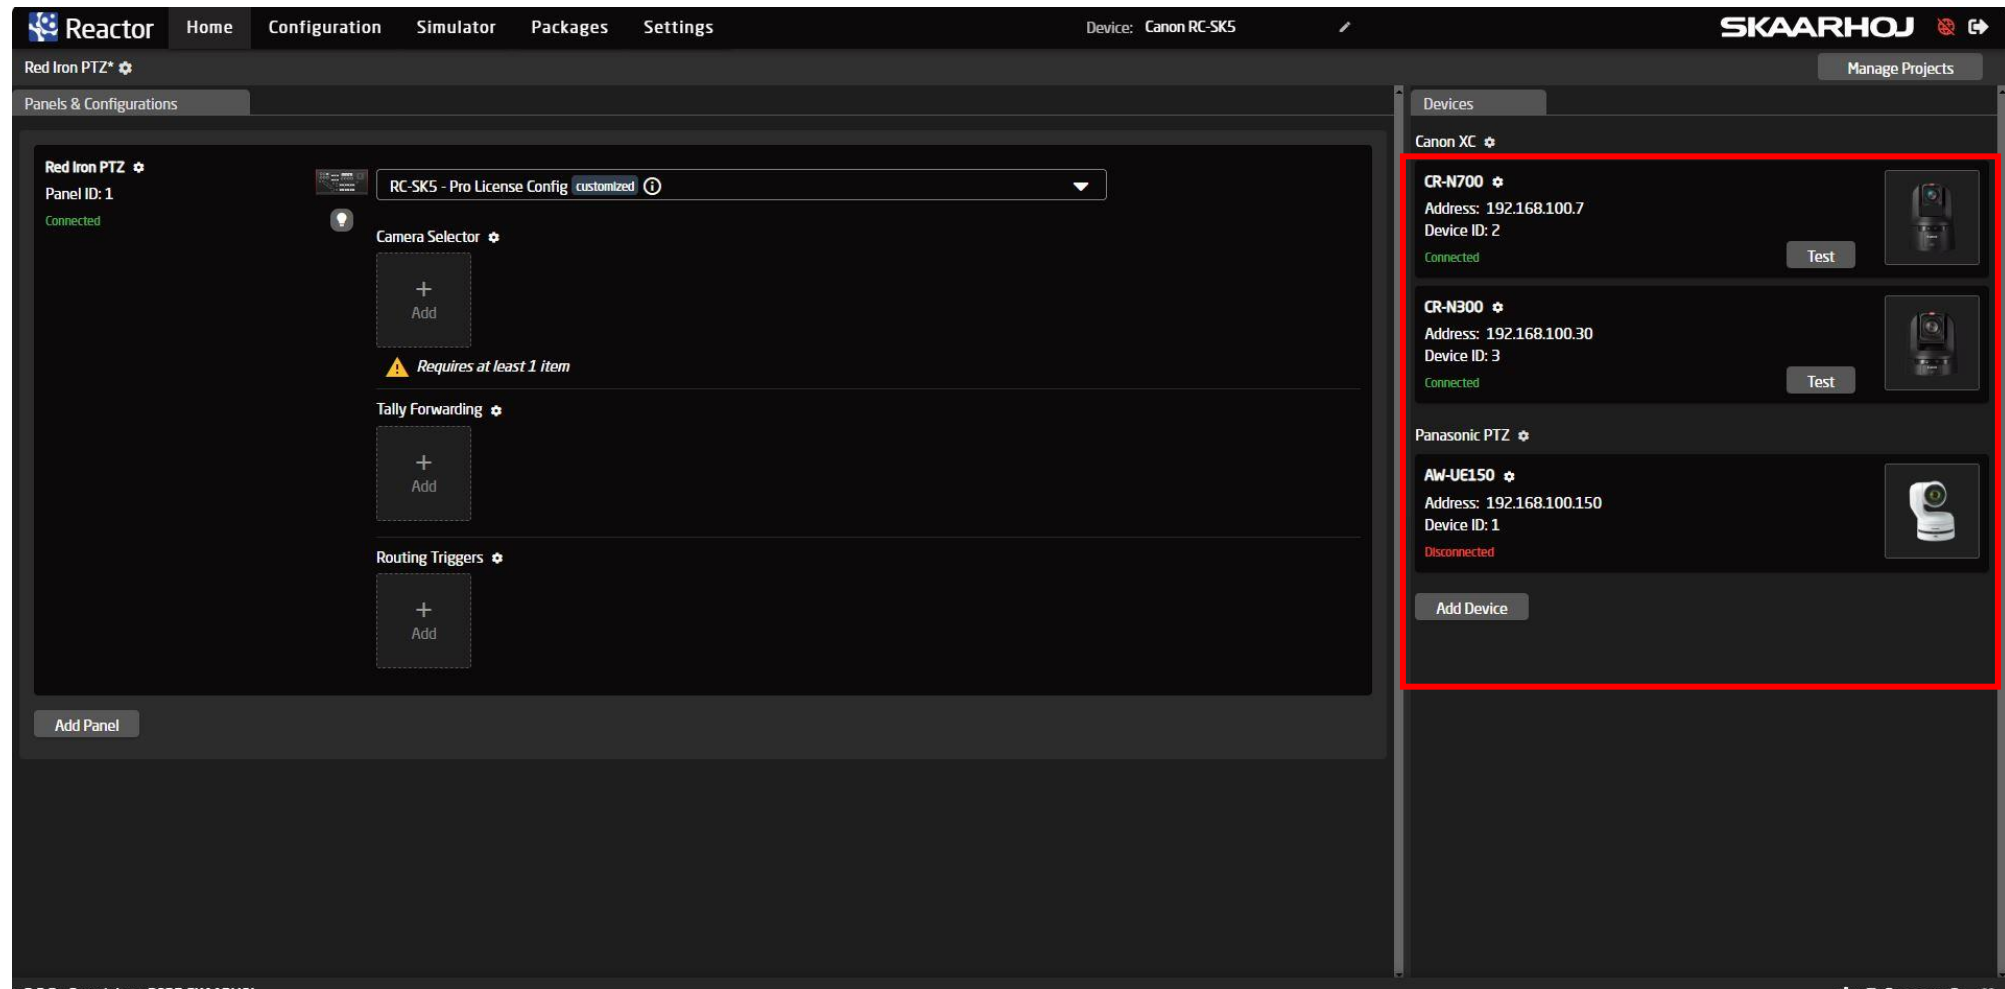 Reactor Home Configuration Simulator Packages Settings Device: Canon RC-SK5 SKAARHOJ
Red Iron PTZ* Manage Projects
Panels & Configurations
Red Iron PTZ
Panel ID: 1
Connected
RC-SK5 - Pro License Config customized
Camera Selector
+
Add
Requires at least 1 item
Tally Forwarding
+
Add
Routing Triggers
+
Add
Add Panel
Devices
Canon XC
CR-N700
Address: 192.168.100.7
Device ID: 2
Connected
Test
CR-N300
Address: 192.168.100.30
Device ID: 3
Connected
Test
Panasonic PTZ
AW-UE150
Address: 192.168.100.150
Device ID: 1
Disconnected
Add Device